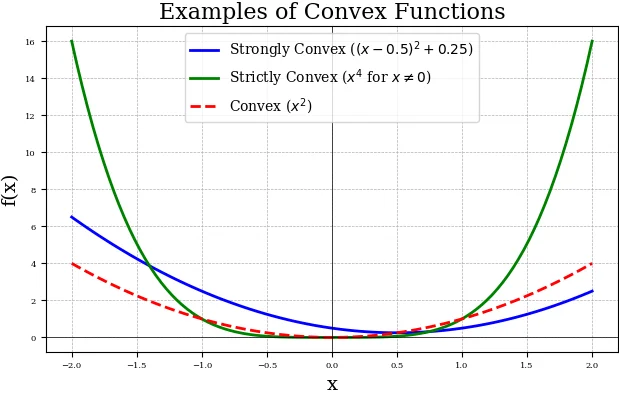 Examples of Convex Functions
f(x)
16
14
12
10
8
6
4
2
0
Strongly Convex ((x − 0.5)² + 0.25)
Strictly Convex (x⁴ for x ≠ 0)
Convex (x²)
−2.0 −1.5 −1.0 −0.5 0.0 0.5 1.0 1.5 2.0
x